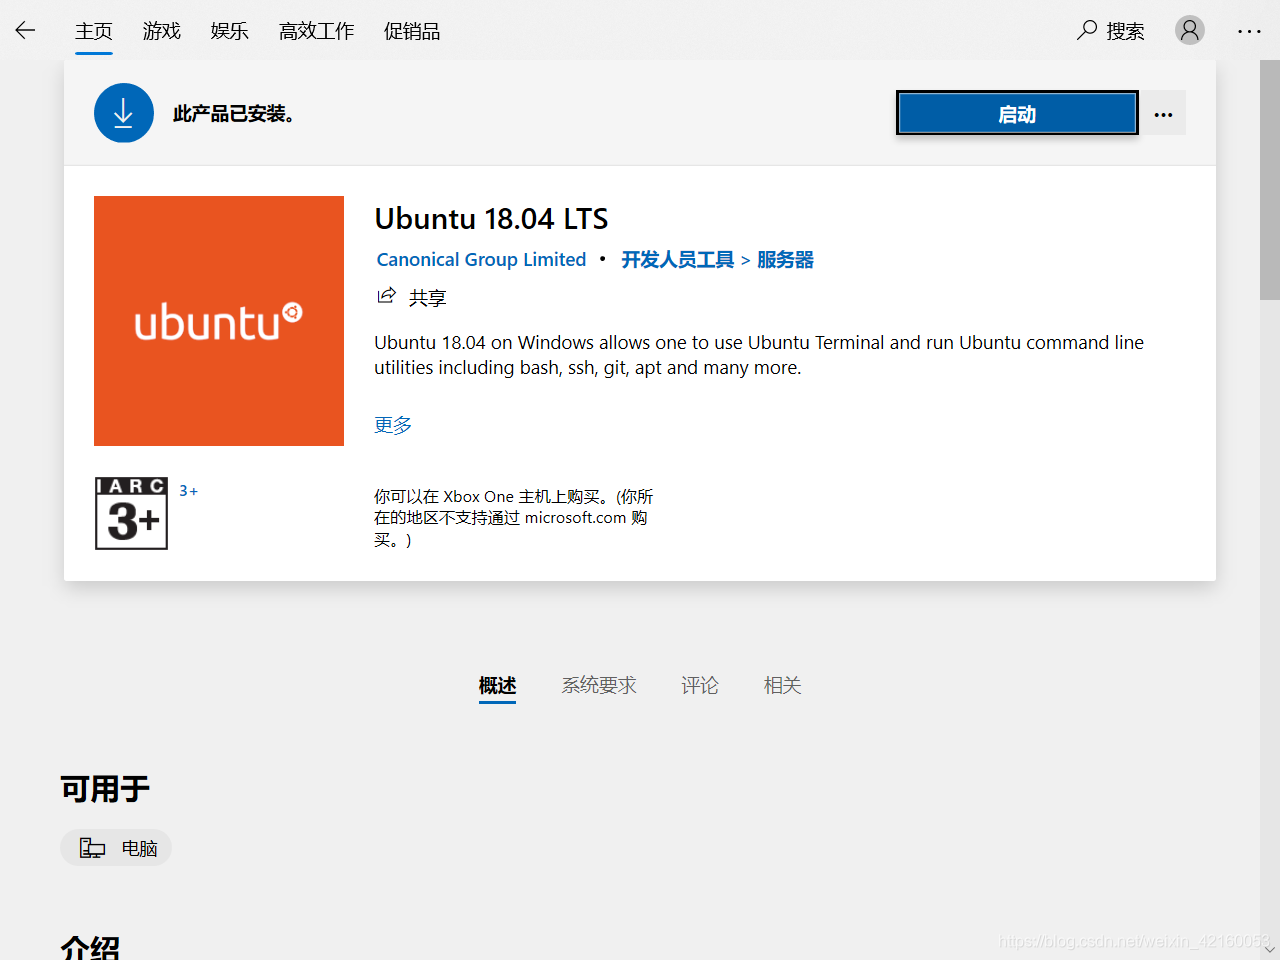 主页 游戏 娱乐 高效工作 促销品 搜索
此产品已安装。 启动
ubuntu
Ubuntu 18.04 LTS
Canonical Group Limited • 开发人员工具 > 服务器
共享
Ubuntu 18.04 on Windows allows one to use Ubuntu Terminal and run Ubuntu command line
utilities including bash, ssh, git, apt and many more.
更多
IARC
3+
3+
你可以在 Xbox One 主机上购买。(你所
在的地区不支持通过 microsoft.com 购
买。)
概述 系统要求 评论 相关
可用于
电脑
介绍
https://blog.csdn.net/weixin_42160053